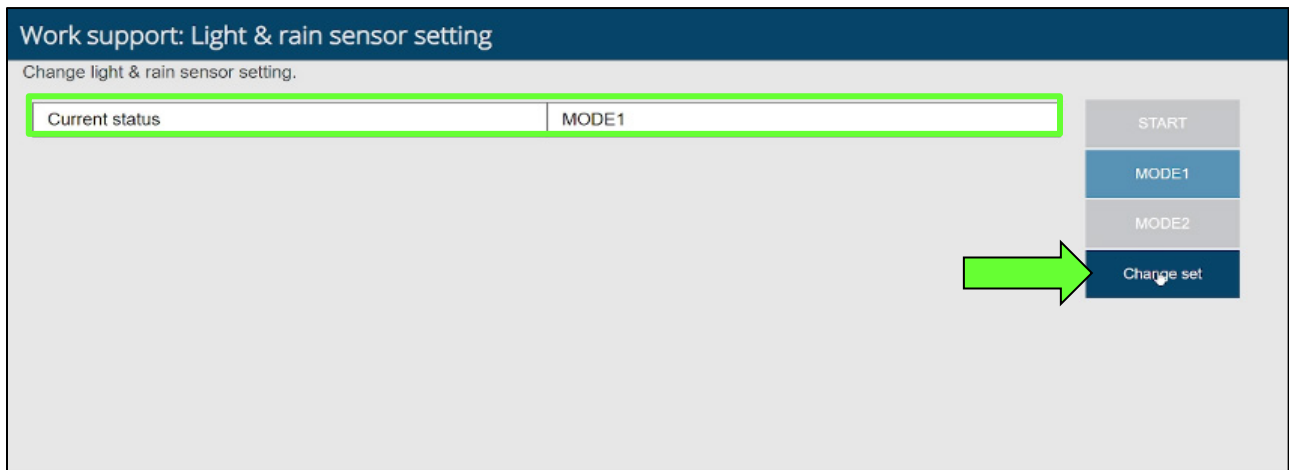 Work support: Light & rain sensor setting
Change light & rain sensor setting.
Current status MODE1
START
MODE1
MODE2
Change set